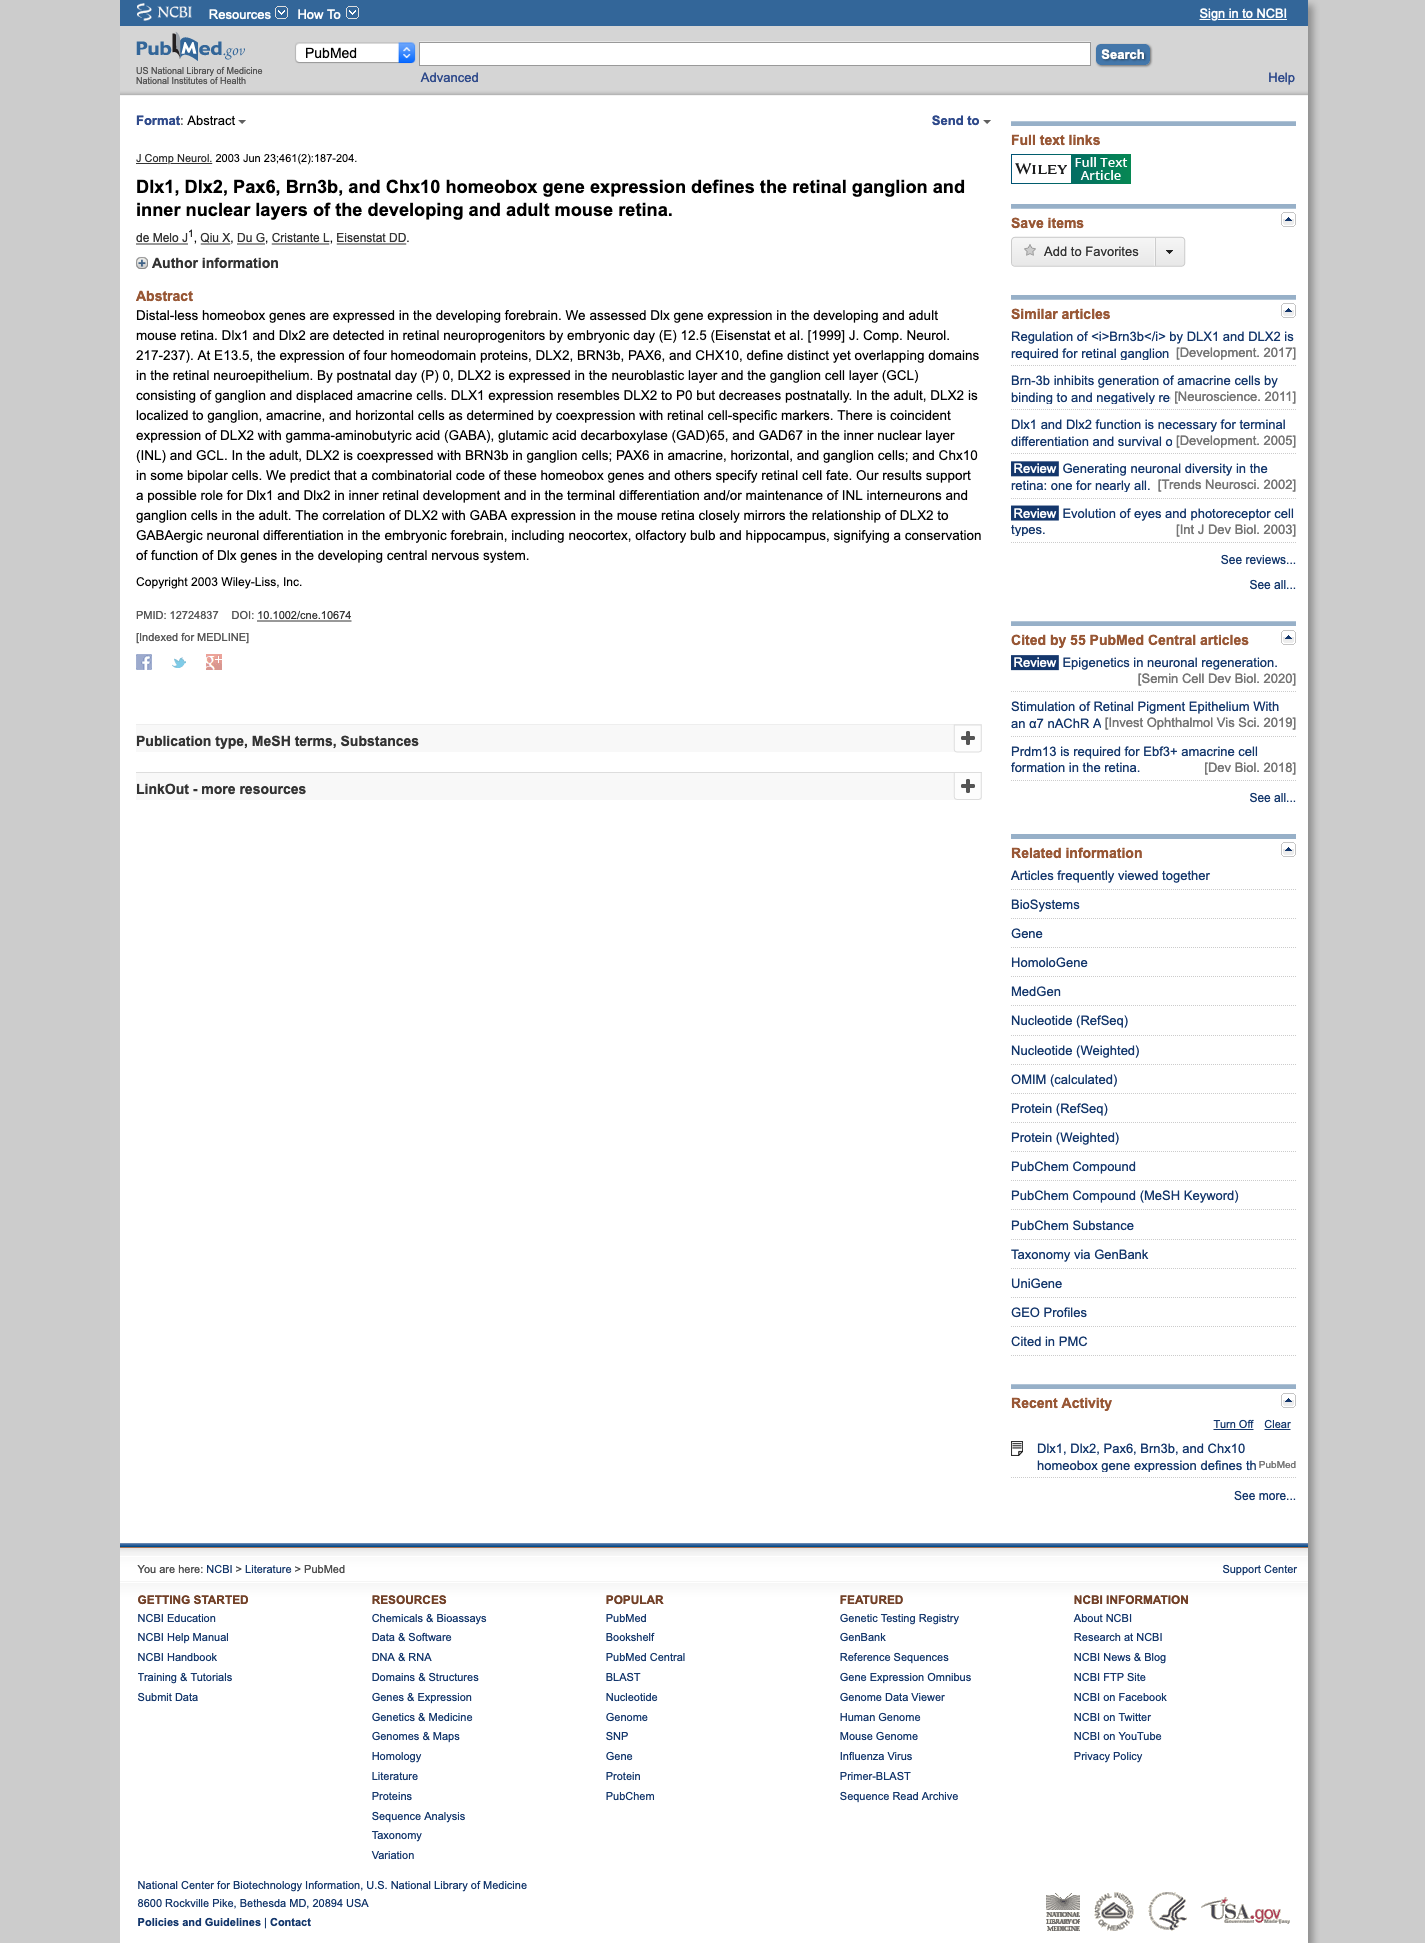 NCBI Resources How To Sign in to NCBI
PubMed.gov
US National Library of Medicine
National Institutes of Health
PubMed
Search
Advanced
Help
Format: Abstract
Send to
J Comp Neurol. 2003 Jun 23;461(2):187-204.
Dlx1, Dlx2, Pax6, Brn3b, and Chx10 homeobox gene expression defines the retinal ganglion and
inner nuclear layers of the developing and adult mouse retina.
de Melo J1, Qiu X, Du G, Cristante L, Eisenstat DD.
Author information
Abstract
Distal-less homeobox genes are expressed in the developing forebrain. We assessed Dlx gene expression in the developing and adult
mouse retina. Dlx1 and Dlx2 are detected in retinal neuroprogenitors by embryonic day (E) 12.5 (Eisenstat et al. [1999] J. Comp. Neurol.
217-237). At E13.5, the expression of four homeodomain proteins, DLX2, BRN3b, PAX6, and CHX10, define distinct yet overlapping domains
in the retinal neuroepithelium. By postnatal day (P) 0, DLX2 is expressed in the neuroblastic layer and the ganglion cell layer (GCL)
consisting of ganglion and displaced amacrine cells. DLX1 expression resembles DLX2 to P0 but decreases postnatally. In the adult, DLX2 is
localized to ganglion, amacrine, and horizontal cells as determined by coexpression with retinal cell-specific markers. There is coincident
expression of DLX2 with gamma-aminobutyric acid (GABA), glutamic acid decarboxylase (GAD)65, and GAD67 in the inner nuclear layer
(INL) and GCL. In the adult, DLX2 is coexpressed with BRN3b in ganglion cells; PAX6 in amacrine, horizontal, and ganglion cells; and Chx10
in some bipolar cells. We predict that a combinatorial code of these homeobox genes and others specify retinal cell fate. Our results support
a possible role for Dlx1 and Dlx2 in inner retinal development and in the terminal differentiation and/or maintenance of INL interneurons and
ganglion cells in the adult. The correlation of DLX2 with GABA expression in the mouse retina closely mirrors the relationship of DLX2 to
GABAergic neuronal differentiation in the embryonic forebrain, including neocortex, olfactory bulb and hippocampus, signifying a conservation
of function of Dlx genes in the developing central nervous system.
Copyright 2003 Wiley-Liss, Inc.
PMID: 12724837 DOI: 10.1002/cne.10674
[Indexed for MEDLINE]
f
g+
Publication type, MeSH terms, Substances
LinkOut - more resources
Full text links
WILEY Full Text
Article
Save items
Add to Favorites
Similar articles
Regulation of <i>Brn3b</i> by DLX1 and DLX2 is
required for retinal ganglion [Development. 2017]
Brn-3b inhibits generation of amacrine cells by
binding to and negatively re [Neuroscience. 2011]
Dlx1 and Dlx2 function is necessary for terminal
differentiation and survival o [Development. 2005]
Review Generating neuronal diversity in the
retina: one for nearly all. [Trends Neurosci. 2002]
Review Evolution of eyes and photoreceptor cell
types. [Int J Dev Biol. 2003]
See reviews...
See all...
Cited by 55 PubMed Central articles
Review Epigenetics in neuronal regeneration.
[Semin Cell Dev Biol. 2020]
Stimulation of Retinal Pigment Epithelium With
an α7 nAChR A [Invest Ophthalmol Vis Sci. 2019]
Prdm13 is required for Ebf3+ amacrine cell
formation in the retina. [Dev Biol. 2018]
See all...
Related information
Articles frequently viewed together
BioSystems
Gene
HomoloGene
MedGen
Nucleotide (RefSeq)
Nucleotide (Weighted)
OMIM (calculated)
Protein (RefSeq)
Protein (Weighted)
PubChem Compound
PubChem Compound (MeSH Keyword)
PubChem Substance
Taxonomy via GenBank
UniGene
GEO Profiles
Cited in PMC
Recent Activity
Turn Off Clear
Dlx1, Dlx2, Pax6, Brn3b, and Chx10
homeobox gene expression defines th PubMed
See more...
You are here: NCBI > Literature > PubMed
Support Center
GETTING STARTED
NCBI Education
NCBI Help Manual
NCBI Handbook
Training & Tutorials
Submit Data
RESOURCES
Chemicals & Bioassays
Data & Software
DNA & RNA
Domains & Structures
Genes & Expression
Genetics & Medicine
Genomes & Maps
Homology
Literature
Proteins
Sequence Analysis
Taxonomy
Variation
POPULAR
PubMed
Bookshelf
PubMed Central
BLAST
Nucleotide
Genome
SNP
Gene
Protein
PubChem
FEATURED
Genetic Testing Registry
GenBank
Reference Sequences
Gene Expression Omnibus
Genome Data Viewer
Human Genome
Mouse Genome
Influenza Virus
Primer-BLAST
Sequence Read Archive
NCBI INFORMATION
About NCBI
Research at NCBI
NCBI News & Blog
NCBI FTP Site
NCBI on Facebook
NCBI on Twitter
NCBI on YouTube
Privacy Policy
National Center for Biotechnology Information, U.S. National Library of Medicine
8600 Rockville Pike, Bethesda MD, 20894 USA
Policies and Guidelines | Contact
NATIONAL
LIBRARY OF
MEDICINE
NATIONAL INSTITUTES
OF HEALTH
USA.gov
Government Made Easy